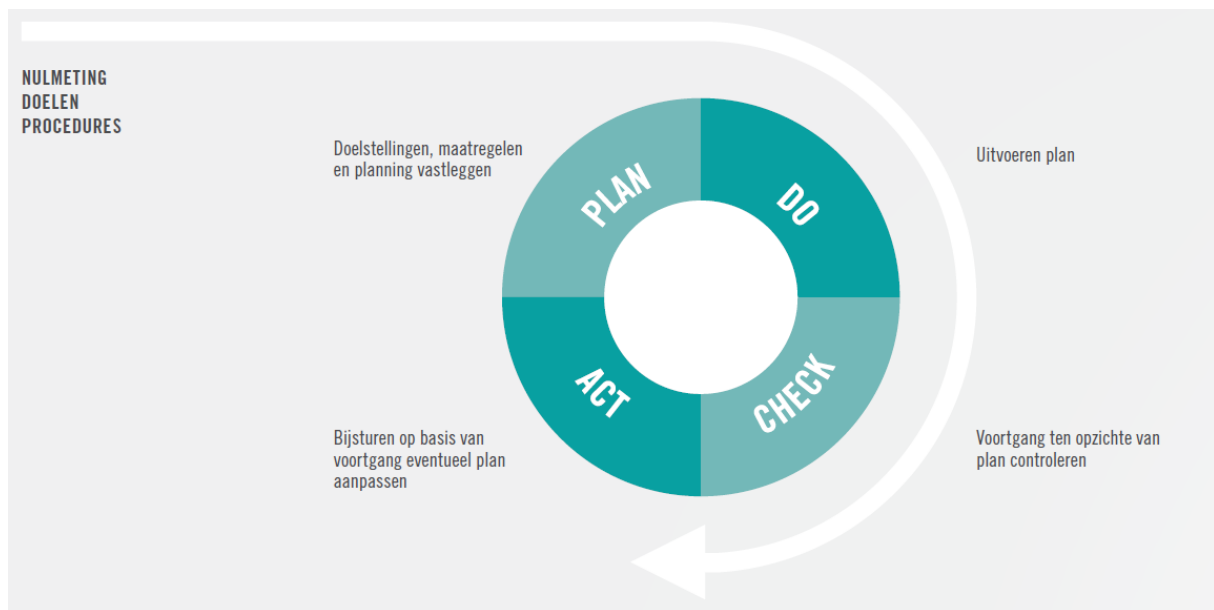 NULMETING
DOELEN
PROCEDURES
Doelstellingen, maatregelen
en planning vastleggen
PLAN
DO
Uitvoeren plan
ACT
CHECK
Bijsturen op basis van
voortgang eventueel plan
aanpassen
Voortgang ten opzichte van
plan controleren